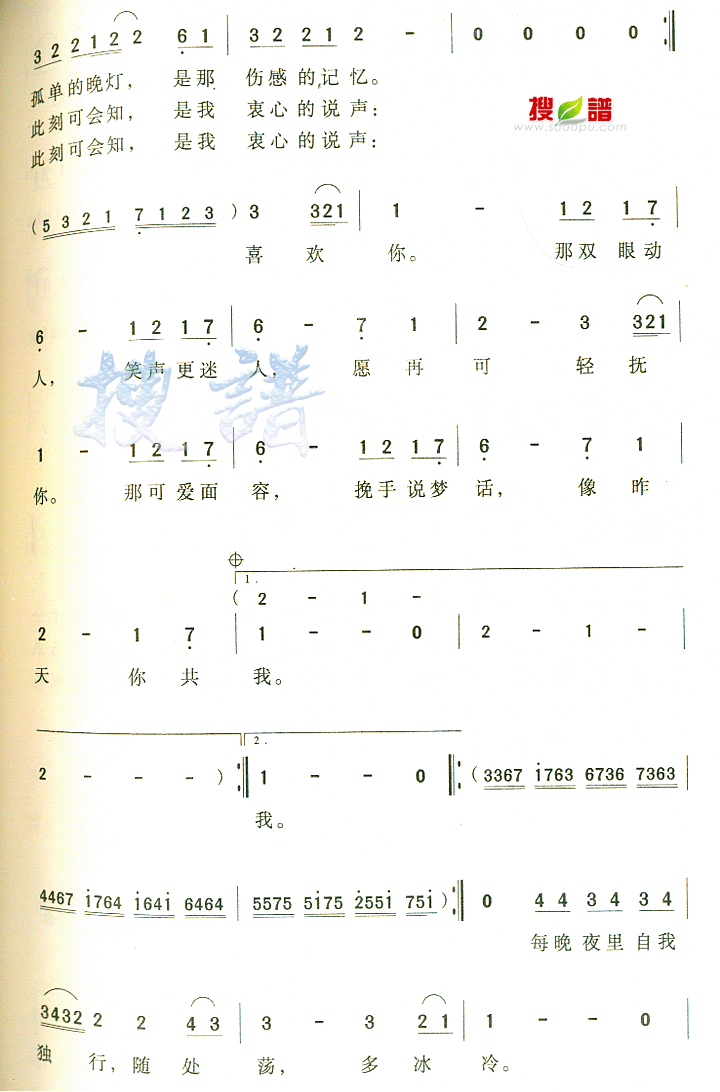 3 2 2 1 2 2 6 1 | 3 2 2 1 2 - | 0 0 0 0 :|
孤单的晚灯, 是那 伤感的记忆。
此刻可会知, 是我 衷心的说声:
此刻可会知, 是我 衷心的说声:
搜谱
www.sooopu.com
( 5 3 2 1 7 1 2 3 ) 3 321 | 1 - 1 2 1 7 |
喜 欢 你。 那双眼动
6 - 1 2 1 7 | 6 - 7 1 | 2 - 3 321 |
人, 笑声更迷 人, 愿再 可 轻抚
搜谱
1 - 1 2 1 7 | 6 - 1 2 1 7 | 6 - 7 1 |
你。 那可爱面 容, 挽手说梦 话, 像昨
1.
( 2 - 1 -
2 - 1 7 | 1 - - 0 | 2 - 1 - |
天 你共 我。
2.
2 - - - ) :| 1 - - 0 :| ( 3367 1763 6736 7363 |
我。
4467 1764 1641 6464 | 5575 5175 2551 751 ) :| 0 4 4 3 4 3 4
每晚夜里自我
3432 2 2 4 3 | 3 - 3 2 1 | 1 - - 0 |
独 行, 随处 荡, 多冰 冷。